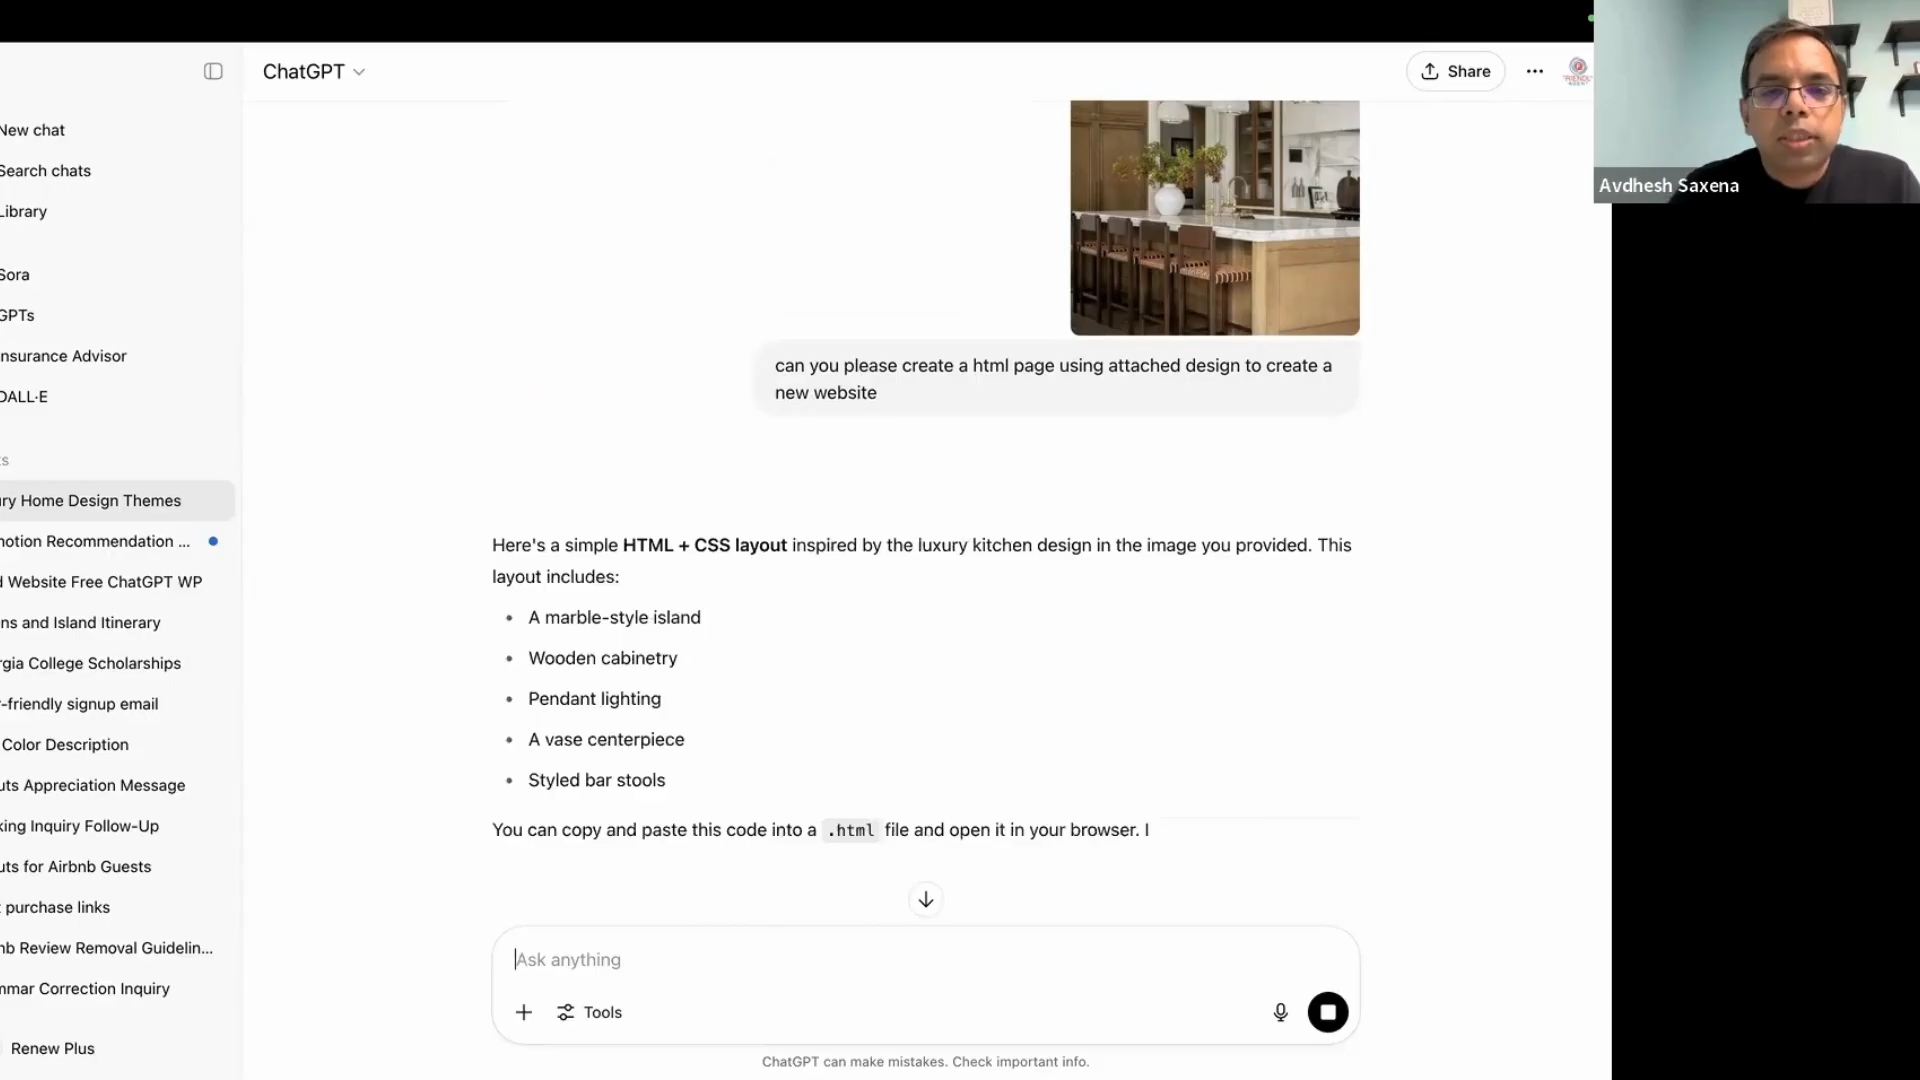 ChatGPT
Share
Avdhesh Saxena
New chat
Search chats
Library
Sora
GPTs
nsurance Advisor
DALL·E
ts
ury Home Design Themes
notion Recommendation ...
d Website Free ChatGPT WP
ns and Island Itinerary
rgia College Scholarships
r-friendly signup email
Color Description
uts Appreciation Message
king Inquiry Follow-Up
uts for Airbnb Guests
t purchase links
nb Review Removal Guidelin...
mmar Correction Inquiry
Renew Plus
can you please create a html page using attached design to create a
new website
Here's a simple HTML + CSS layout inspired by the luxury kitchen design in the image you provided. This
layout includes:
• A marble-style island
• Wooden cabinetry
• Pendant lighting
• A vase centerpiece
• Styled bar stools
You can copy and paste this code into a .html file and open it in your browser. I
Ask anything
Tools
ChatGPT can make mistakes. Check important info.